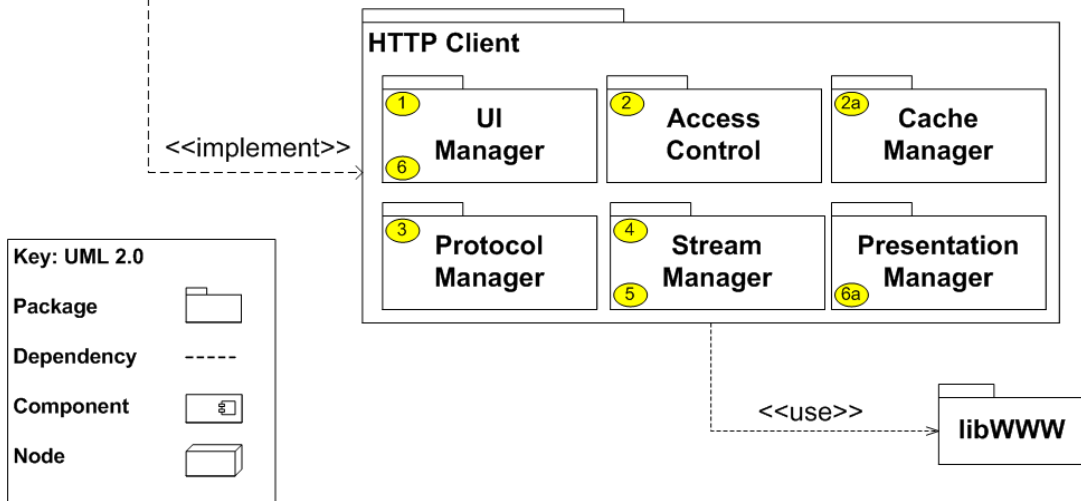 HTTP Client
1
UI
Manager
6
2
Access
Control
2a
Cache
Manager
<<implement>>
3
Protocol
Manager
4
Stream
Manager
5
Presentation
Manager
6a
Key: UML 2.0
Package
Dependency
Component
Node
<<use>>
libWWW